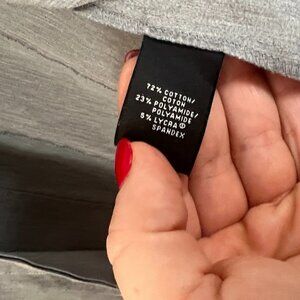 72% COTTON/
COTON
23% POLYAMIDE/
POLYAMIDE
5% LYCRA®
SPANDEX